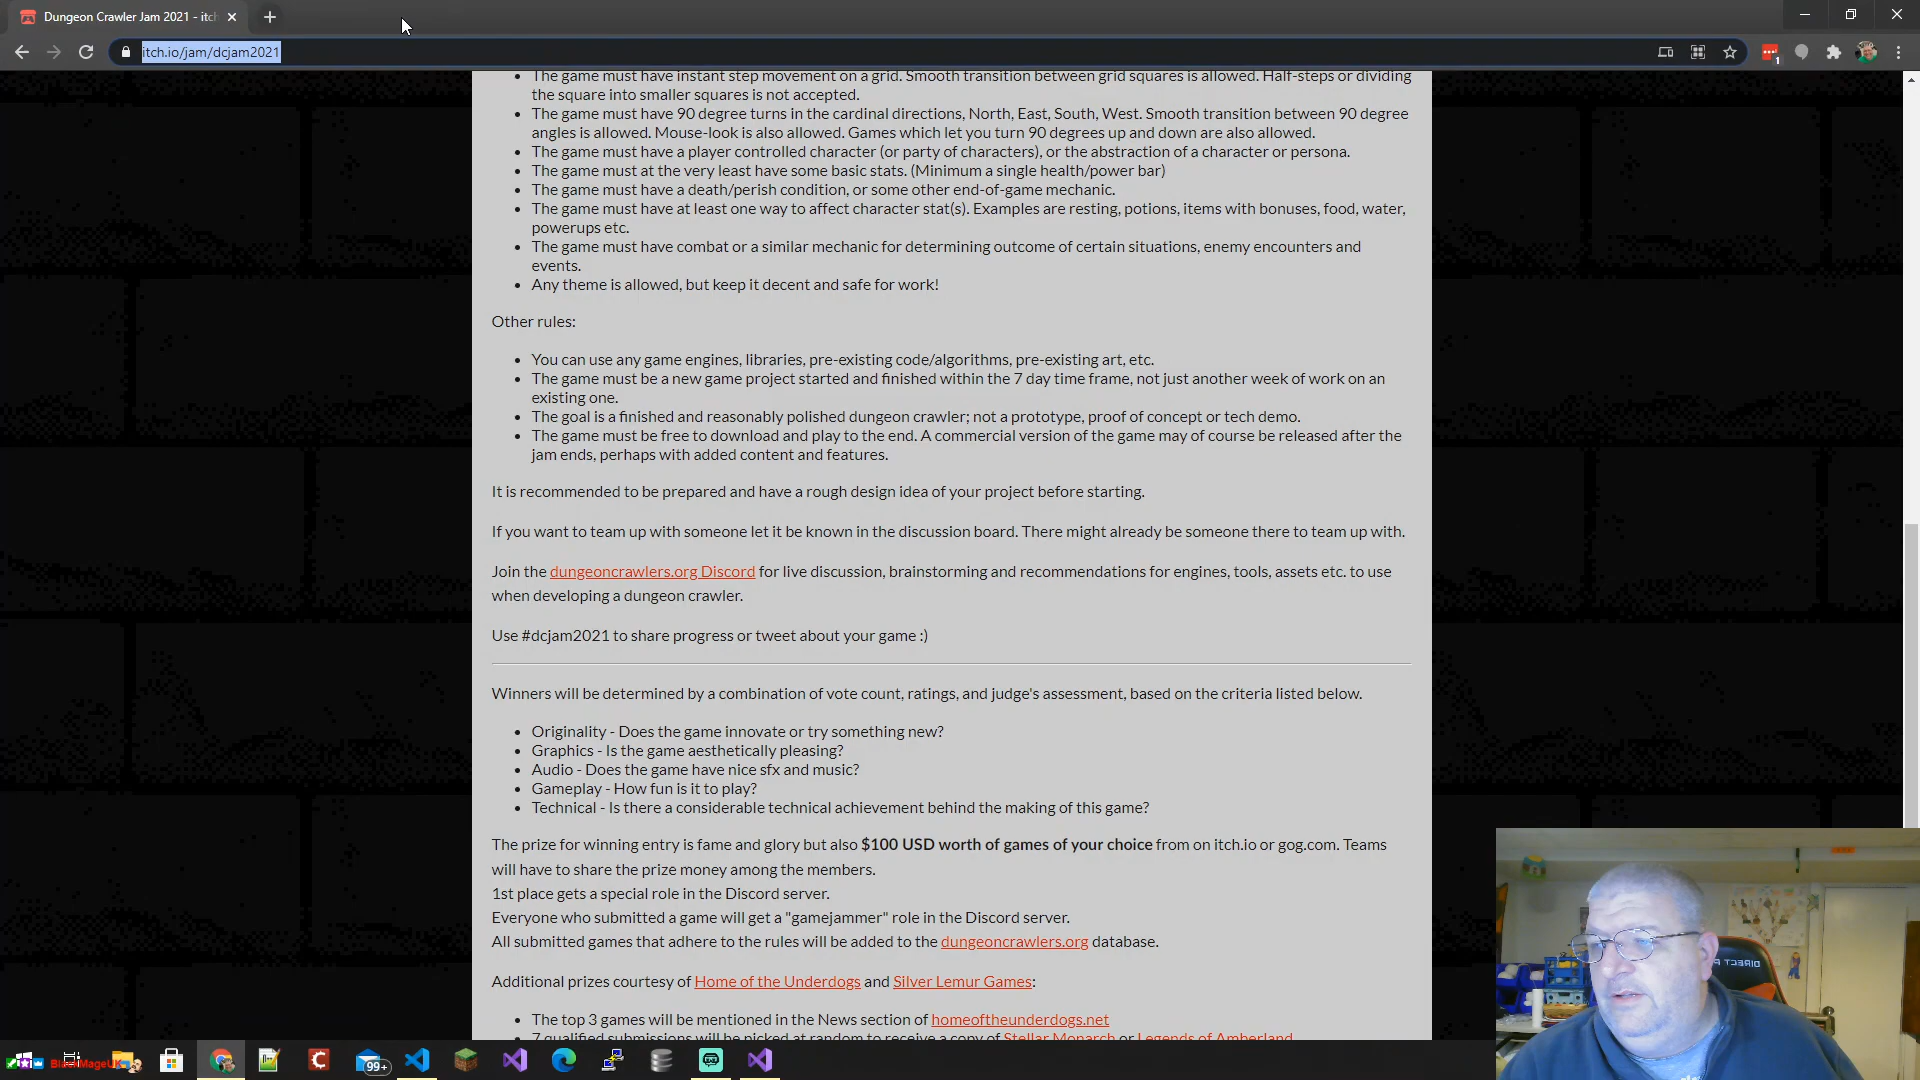 Dungeon Crawler Jam 2021 - itch
itch.io/jam/dcjam2021
The game must have instant step movement on a grid. Smooth transition between grid squares is allowed. Half-steps or dividing
the square into smaller squares is not accepted.
The game must have 90 degree turns in the cardinal directions, North, East, South, West. Smooth transition between 90 degree
angles is allowed. Mouse-look is also allowed. Games which let you turn 90 degrees up and down are also allowed.
The game must have a player controlled character (or party of characters), or the abstraction of a character or persona.
The game must at the very least have some basic stats. (Minimum a single health/power bar)
The game must have a death/perish condition, or some other end-of-game mechanic.
The game must have at least one way to affect character stat(s). Examples are resting, potions, items with bonuses, food, water,
powerups etc.
The game must have combat or a similar mechanic for determining outcome of certain situations, enemy encounters and
events.
Any theme is allowed, but keep it decent and safe for work!
Other rules:
You can use any game engines, libraries, pre-existing code/algorithms, pre-existing art, etc.
The game must be a new game project started and finished within the 7 day time frame, not just another week of work on an
existing one.
The goal is a finished and reasonably polished dungeon crawler; not a prototype, proof of concept or tech demo.
The game must be free to download and play to the end. A commercial version of the game may of course be released after the
jam ends, perhaps with added content and features.
It is recommended to be prepared and have a rough design idea of your project before starting.
If you want to team up with someone let it be known in the discussion board. There might already be someone there to team up with.
Join the dungeoncrawlers.org Discord for live discussion, brainstorming and recommendations for engines, tools, assets etc. to use
when developing a dungeon crawler.
Use #dcjam2021 to share progress or tweet about your game :)
Winners will be determined by a combination of vote count, ratings, and judge's assessment, based on the criteria listed below.
Originality - Does the game innovate or try something new?
Graphics - Is the game aesthetically pleasing?
Audio - Does the game have nice sfx and music?
Gameplay - How fun is it to play?
Technical - Is there a considerable technical achievement behind the making of this game?
The prize for winning entry is fame and glory but also $100 USD worth of games of your choice from on itch.io or gog.com. Teams
will have to share the prize money among the members.
1st place gets a special role in the Discord server.
Everyone who submitted a game will get a "gamejammer" role in the Discord server.
All submitted games that adhere to the rules will be added to the dungeoncrawlers.org database.
Additional prizes courtesy of Home of the Underdogs and Silver Lemur Games:
The top 3 games will be mentioned in the News section of homeoftheunderdogs.net
7 qualified submissions will be picked at random to receive a copy of Stellar Monarch or Legends of Amberland
1
99+